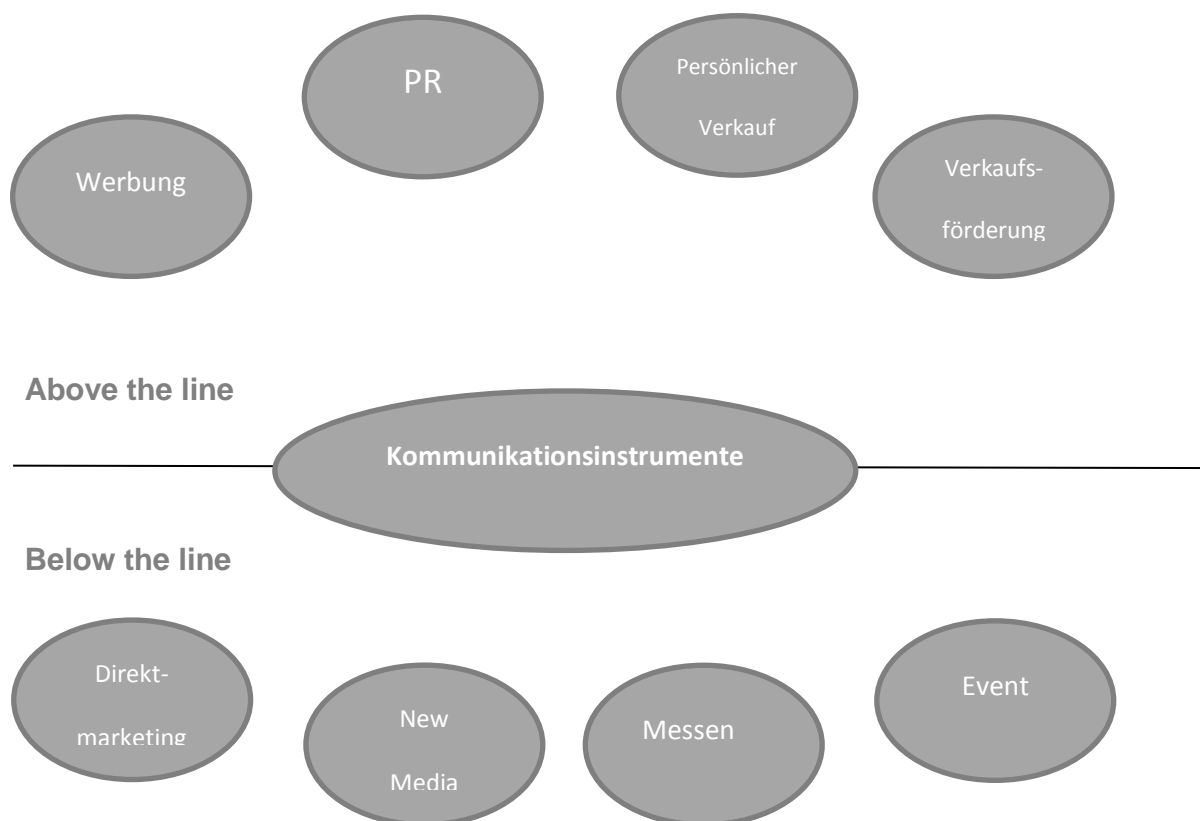 PR
Persönlicher
Verkauf
Werbung
Verkaufs-
förderung
Above the line
Kommunikationsinstrumente
Below the line
Direkt-
marketing
New
Media
Messen
Event